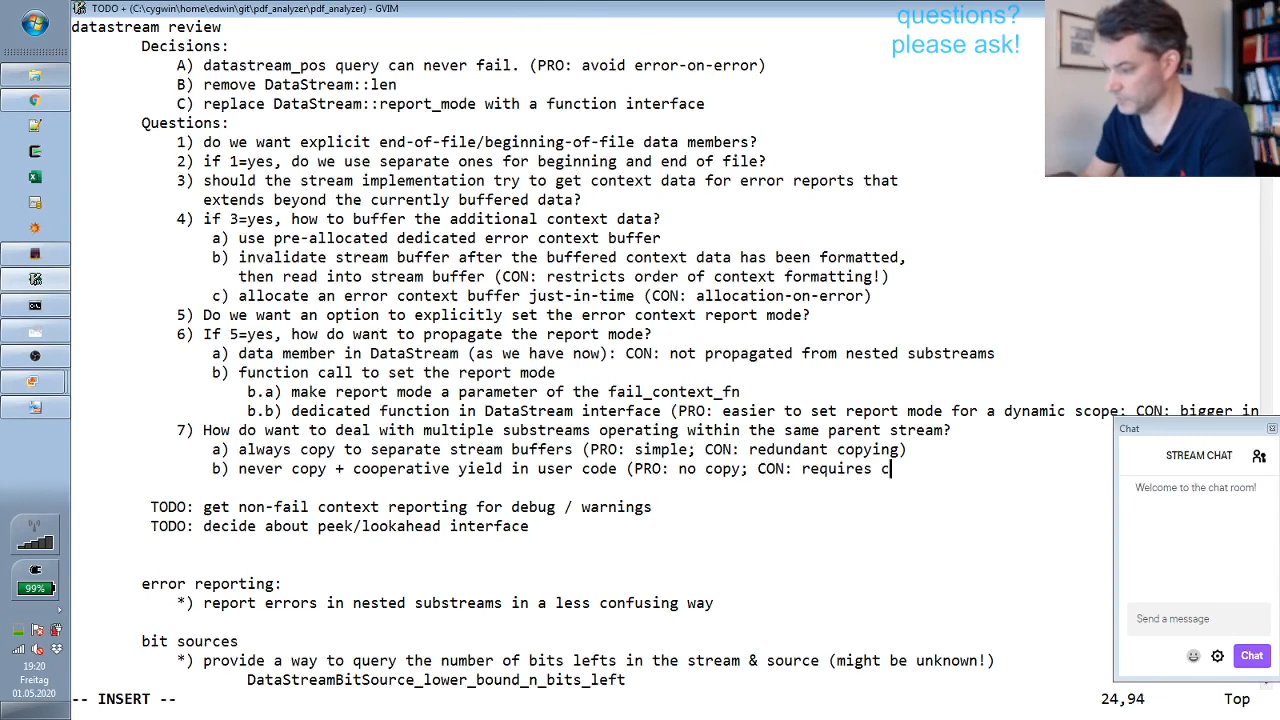 TODO + (C:\cygwin\home\edwin\git\pdf_analyzer\pdf_analyzer) - GVIM
datastream review
Decisions:
A) datastream_pos query can never fail. (PRO: avoid error-on-error)
B) remove DataStream::len
C) replace DataStream::report_mode with a function interface
Questions:
1) do we want explicit end-of-file/beginning-of-file data members?
2) if 1=yes, do we use separate ones for beginning and end of file?
3) should the stream implementation try to get context data for error reports that
extends beyond the currently buffered data?
4) if 3=yes, how to buffer the additional context data?
a) use pre-allocated dedicated error context buffer
b) invalidate stream buffer after the buffered context data has been formatted,
then read into stream buffer (CON: restricts order of context formatting!)
c) allocate an error context buffer just-in-time (CON: allocation-on-error)
5) Do we want an option to explicitly set the error context report mode?
6) If 5=yes, how do want to propagate the report mode?
a) data member in DataStream (as we have now): CON: not propagated from nested substreams
b) function call to set the report mode
b.a) make report mode a parameter of the fail_context_fn
b.b) dedicated function in DataStream interface (PRO: easier to set report mode for a dynamic scope; CON: bigger in
7) How do want to deal with multiple substreams operating within the same parent stream?
a) always copy to separate stream buffers (PRO: simple; CON: redundant copying)
b) never copy + cooperative yield in user code (PRO: no copy; CON: requires c
TODO: get non-fail context reporting for debug / warnings
TODO: decide about peek/lookahead interface
error reporting:
*) report errors in nested substreams in a less confusing way
bit sources
*) provide a way to query the number of bits lefts in the stream & source (might be unknown!)
DataStreamBitSource_lower_bound_n_bits_left
-- INSERT --
24,94
Top
questions?
please ask!
Chat
STREAM CHAT
Welcome to the chat room!
Send a message
Chat
99%
19:20
Freitag
01.05.2020